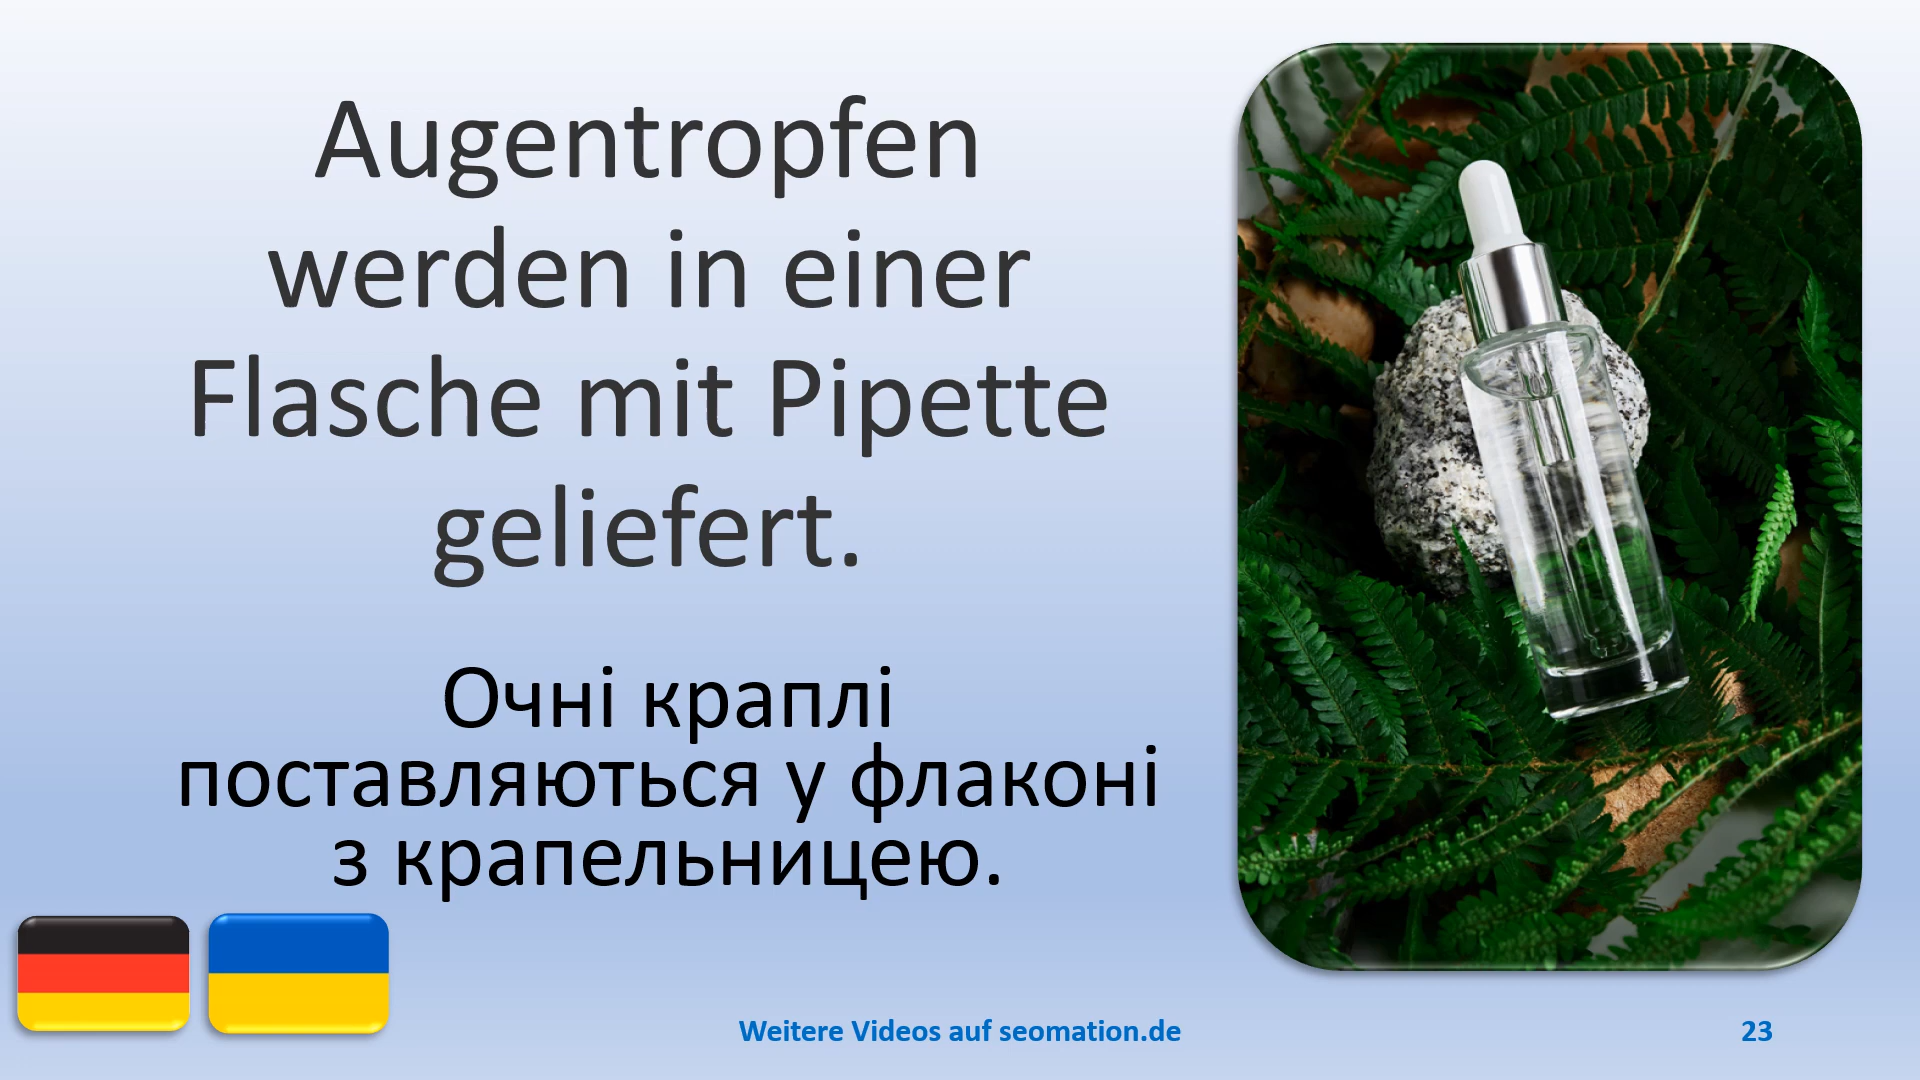 Augentropfen
werden in einer
Flasche mit Pipette
geliefert.
Очні краплі
поставляються у флаконі
з крапельницею.
Weitere Videos auf seomation.de
23